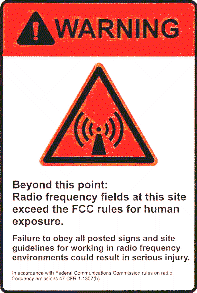 WARNING
Beyond this point:
Radio frequency fields at this site
exceed the FCC rules for human
exposure.
Failure to obey all posted signs and site
guidelines for working in radio frequency
environments could result in serious injury.
In accordance with Federal Communications Commission rules on radio
frequency emissions 47 CFR 1.1307(b)